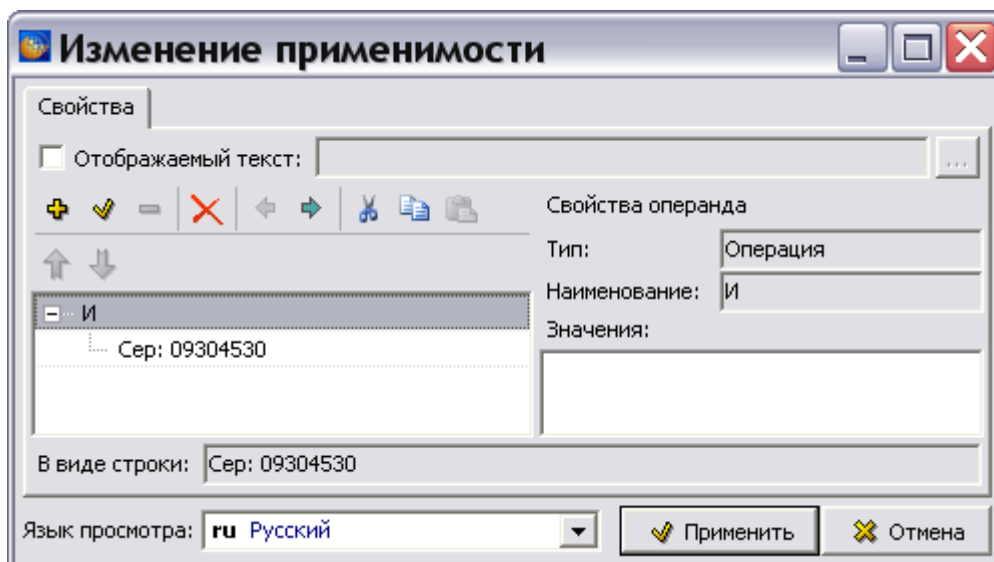 Изменение применимости
Свойства
Отображаемый текст:
...
Свойства операнда
Тип: Операция
Наименование: И
Значения:
И
Сер: 09304530
В виде строки: Сер: 09304530
Язык просмотра: ru Русский
Применить
Отмена